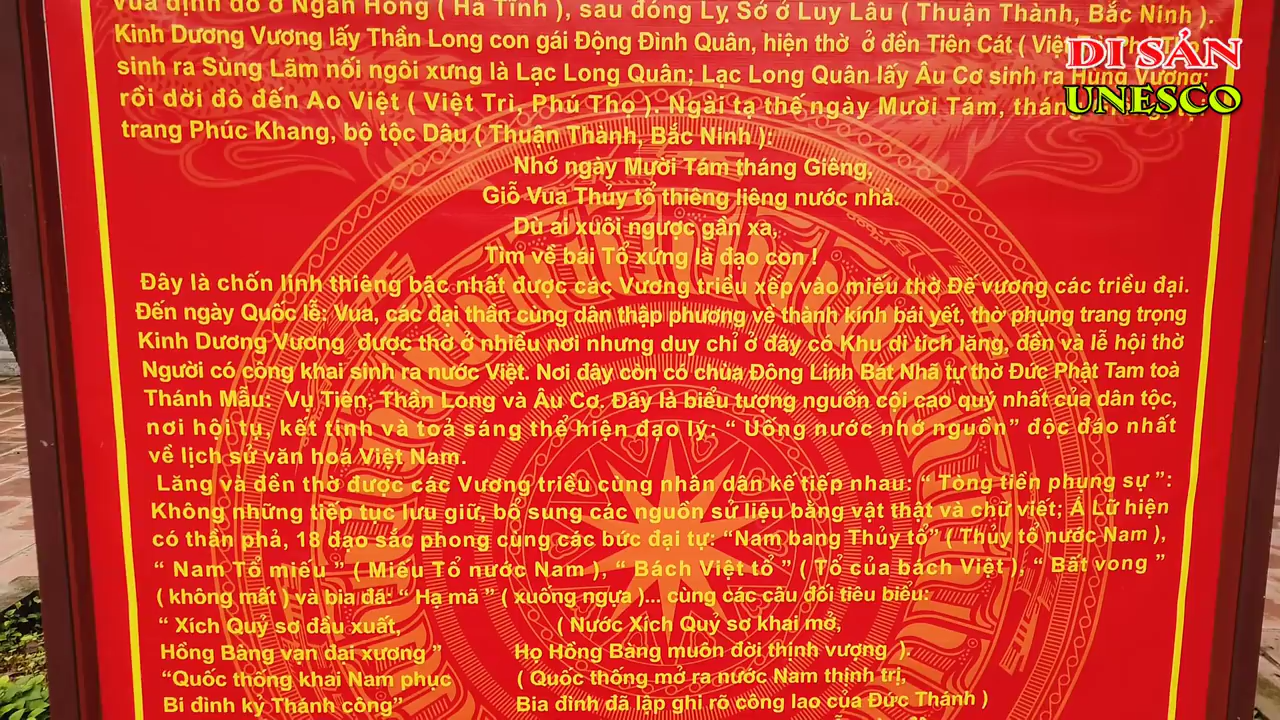 vua định đô ở Ngàn Hống ( Hà Tĩnh ), sau đóng Lỵ Sở ở Luy Lâu ( Thuận Thành, Bắc Ninh ).
Kinh Dương Vương lấy Thần Long con gái Động Đình Quân, hiện thờ ở đền Tiên Cát ( Việt
sinh ra Sùng Lãm nối ngôi xưng là Lạc Long Quân; Lạc Long Quân lấy Âu Cơ sinh ra Hùng Vương;
rồi dời đô đến Ao Việt ( Việt Trì, Phú Thọ ). Ngài tạ thế ngày Mười Tám,
trang Phúc Khang, bộ tộc Dâu ( Thuận Thành, Bắc Ninh ):
Nhớ ngày Mười Tám tháng Giêng,
Giỗ Vua Thủy tổ thiêng liêng nước nhà.
Dù ai xuôi ngược gần xa,
Tìm về bái Tổ xứng là đạo con !
Đây là chốn linh thiêng bậc nhất được các Vương triều xếp vào miếu thờ Đế vương các triều đại.
Đến ngày Quốc lễ: Vua, các đại thần cùng dân thập phương về thành kính bái yết, thờ phụng trang trọng
Kinh Dương Vương được thờ ở nhiều nơi nhưng duy chỉ ở đây có Khu di tích lăng, đền và lễ hội thờ
Người có công khai sinh ra nước Việt. Nơi đây còn có chùa Đông Linh Bát Nhã tự thờ Đức Phật Tam toà
Thánh Mẫu: Vụ Tiên, Thần Long và Âu Cơ. Đây là biểu tượng nguồn cội cao quý nhất của dân tộc,
nơi hội tụ, kết tinh và toả sáng thể hiện đạo lý: “ Uống nước nhớ nguồn” độc đáo nhất
về lịch sử văn hoá Việt Nam.
Lăng và đền thờ được các Vương triều cùng nhân dân kế tiếp nhau: “ Tòng tiền phụng sự ”:
Không những tiếp tục lưu giữ, bổ sung các nguồn sử liệu bằng vật thật và chữ viết; Á Lữ hiện
có thần phả, 18 đạo sắc phong cùng các bức đại tự: “Nam bang Thủy tổ” ( Thủy tổ nước Nam ),
“ Nam Tổ miếu ” ( Miếu Tổ nước Nam ), “ Bách Việt tổ ” ( Tổ của bách Việt ), “ Bất vong ”
( không mất ) và bia đá: “ Hạ mã ” ( xuống ngựa )... cùng các câu đối tiêu biểu:
“ Xích Quỷ sơ đầu xuất, ( Nước Xích Quỷ sơ khai mở,
Hồng Bàng vạn đại xương ” Họ Hồng Bàng muôn đời thịnh vượng ).
“Quốc thống khai Nam phục ( Quốc thống mở ra nước Nam thịnh trị,
Bi đình kỷ Thánh công” Bia đình đã lập ghi rõ công lao của Đức Thánh )
DI SẢN
UNESCO